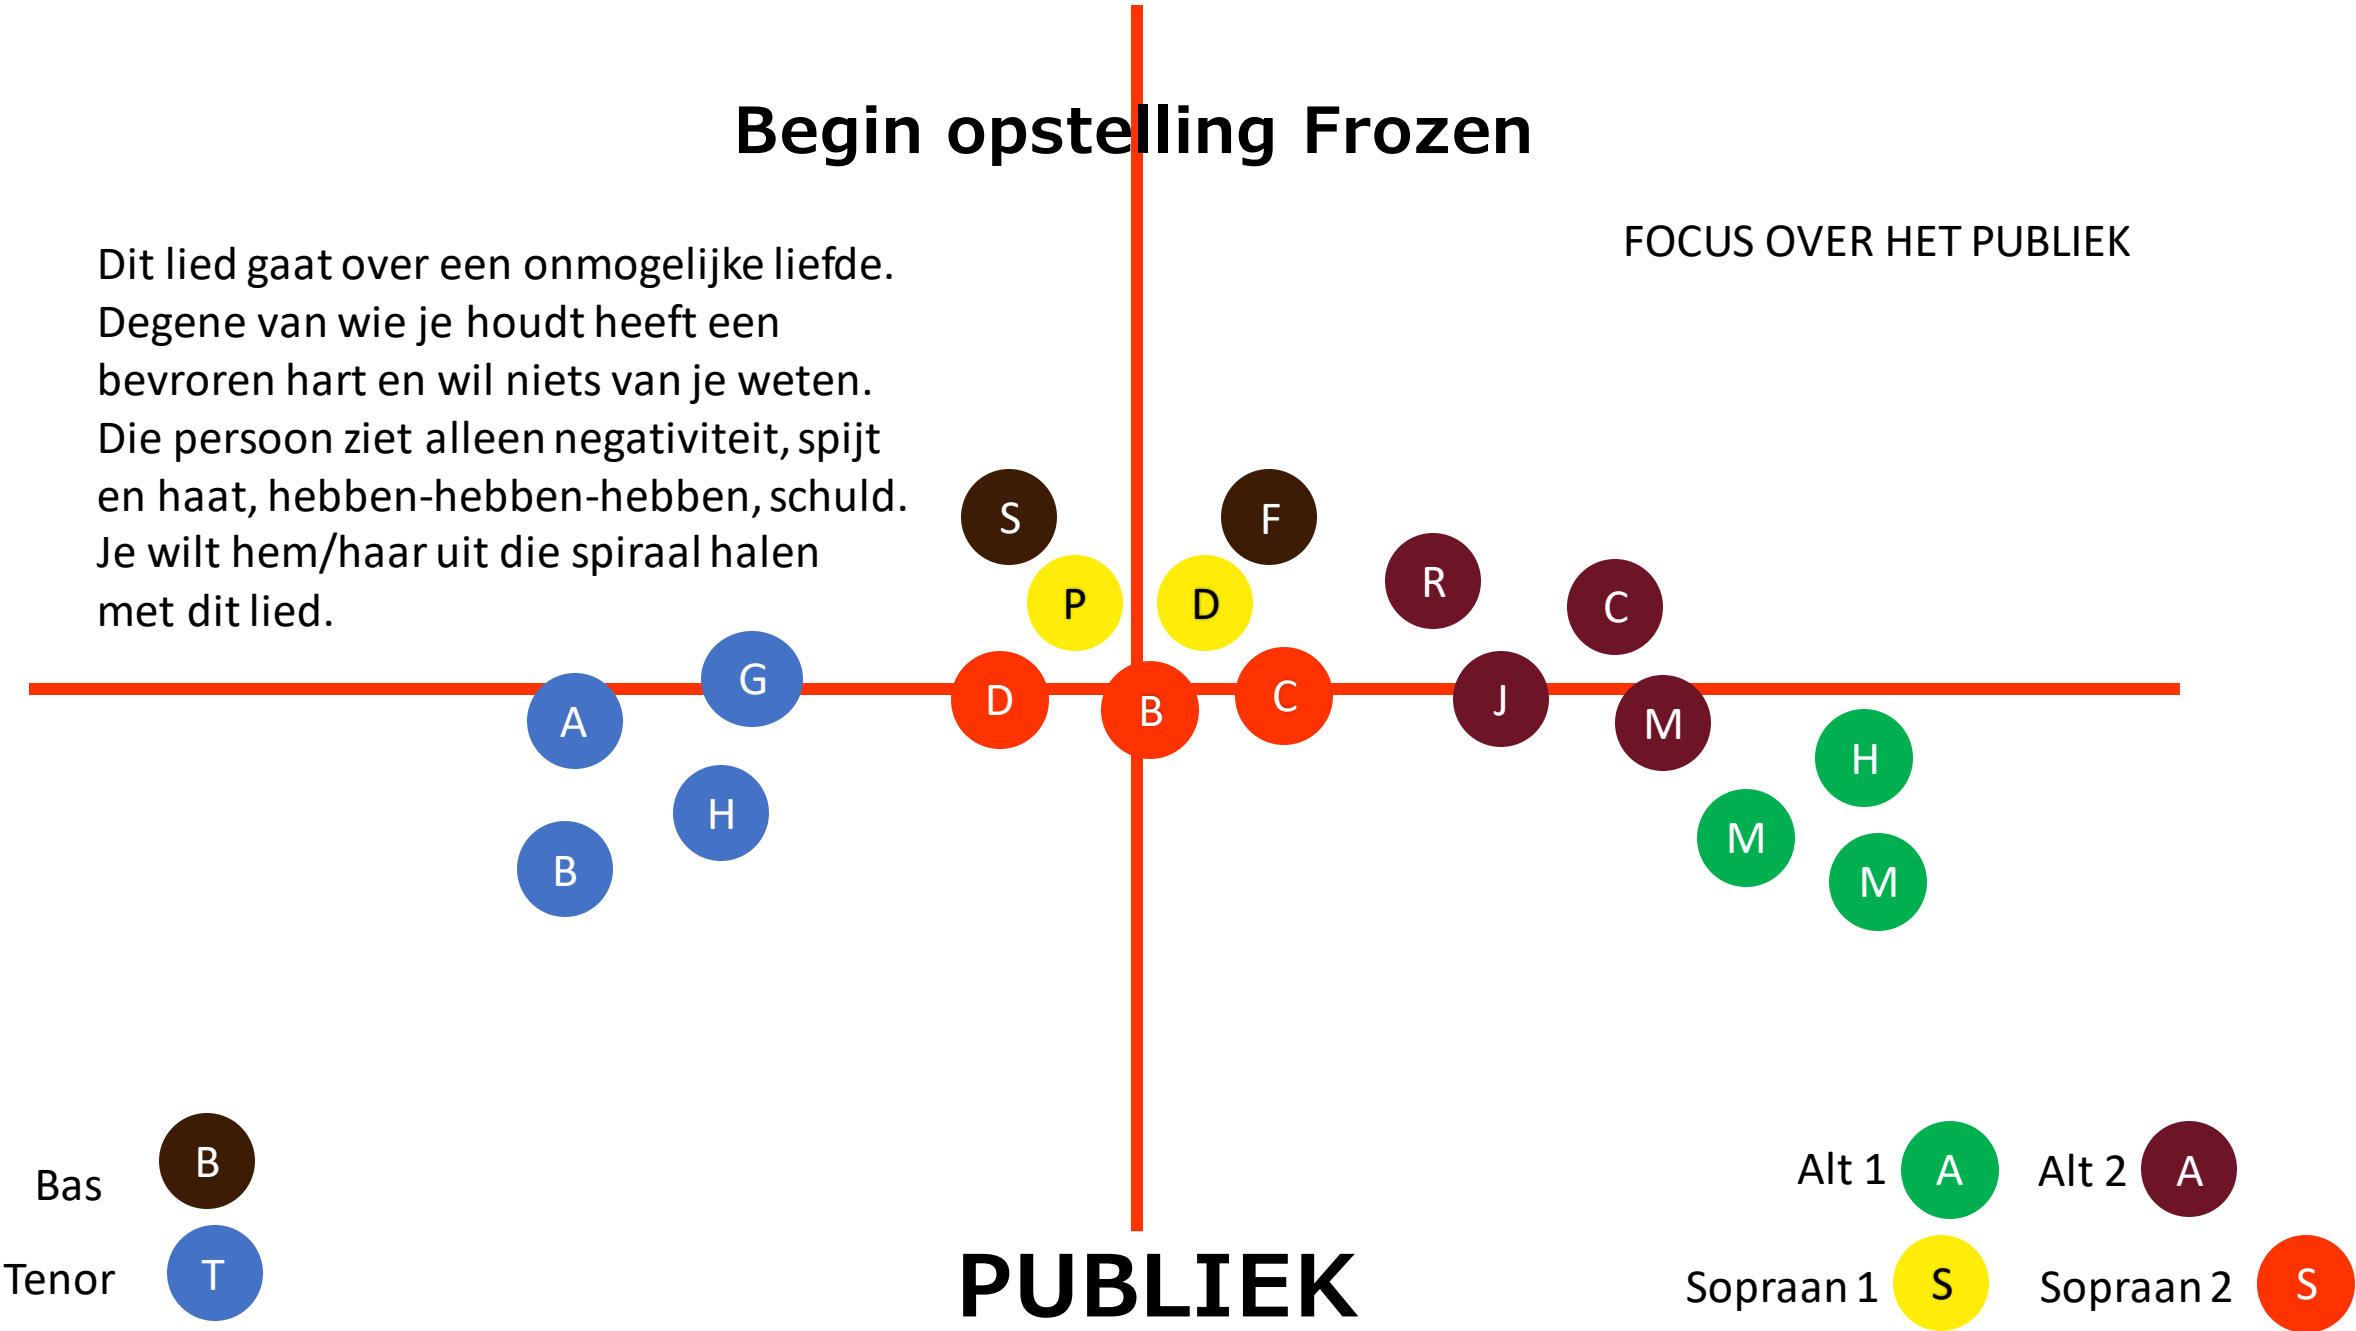 Begin opstelling Frozen
FOCUS OVER HET PUBLIEK
Dit lied gaat over een onmogelijke liefde.
Degene van wie je houdt heeft een
bevroren hart en wil niets van je weten.
Die persoon ziet alleen negativiteit, spijt
en haat, hebben-hebben-hebben, schuld.
Je wilt hem/haar uit die spiraal halen
met dit lied.
S
F
P
D
R
C
G
A
D
B
C
J
M
H
H
B
M
M
Bas B
Tenor T
Alt 1 A Alt 2 A
PUBLIEK
Sopraan 1 S Sopraan 2 S